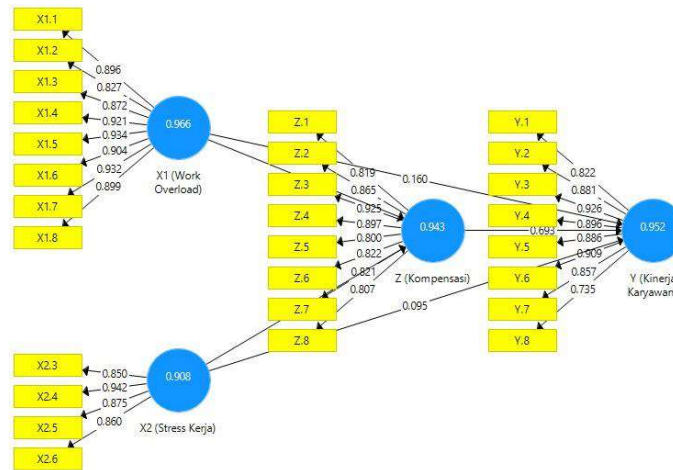 X1.1
X1.2
X1.3
X1.4
X1.5
X1.6
X1.7
X1.8
0.896
0.827
0.872
0.921
0.934
0.904
0.932
0.899
0.966
X1 (Work
Overload)
Z.1
Z.2
Z.3
Z.4
Z.5
Z.6
Z.7
Z.8
0.819
0.865
0.925
0.897
0.800
0.822
0.821
0.807
0.943
Z (Kompensasi)
0.160
0.693
0.095
Y.1
Y.2
Y.3
Y.4
Y.5
Y.6
Y.7
Y.8
0.822
0.881
0.926
0.896
0.886
0.909
0.857
0.735
0.952
Y (Kinerja
Karyawan
X2.3
X2.4
X2.5
X2.6
0.850
0.942
0.875
0.860
0.908
X2 (Stress Kerja)